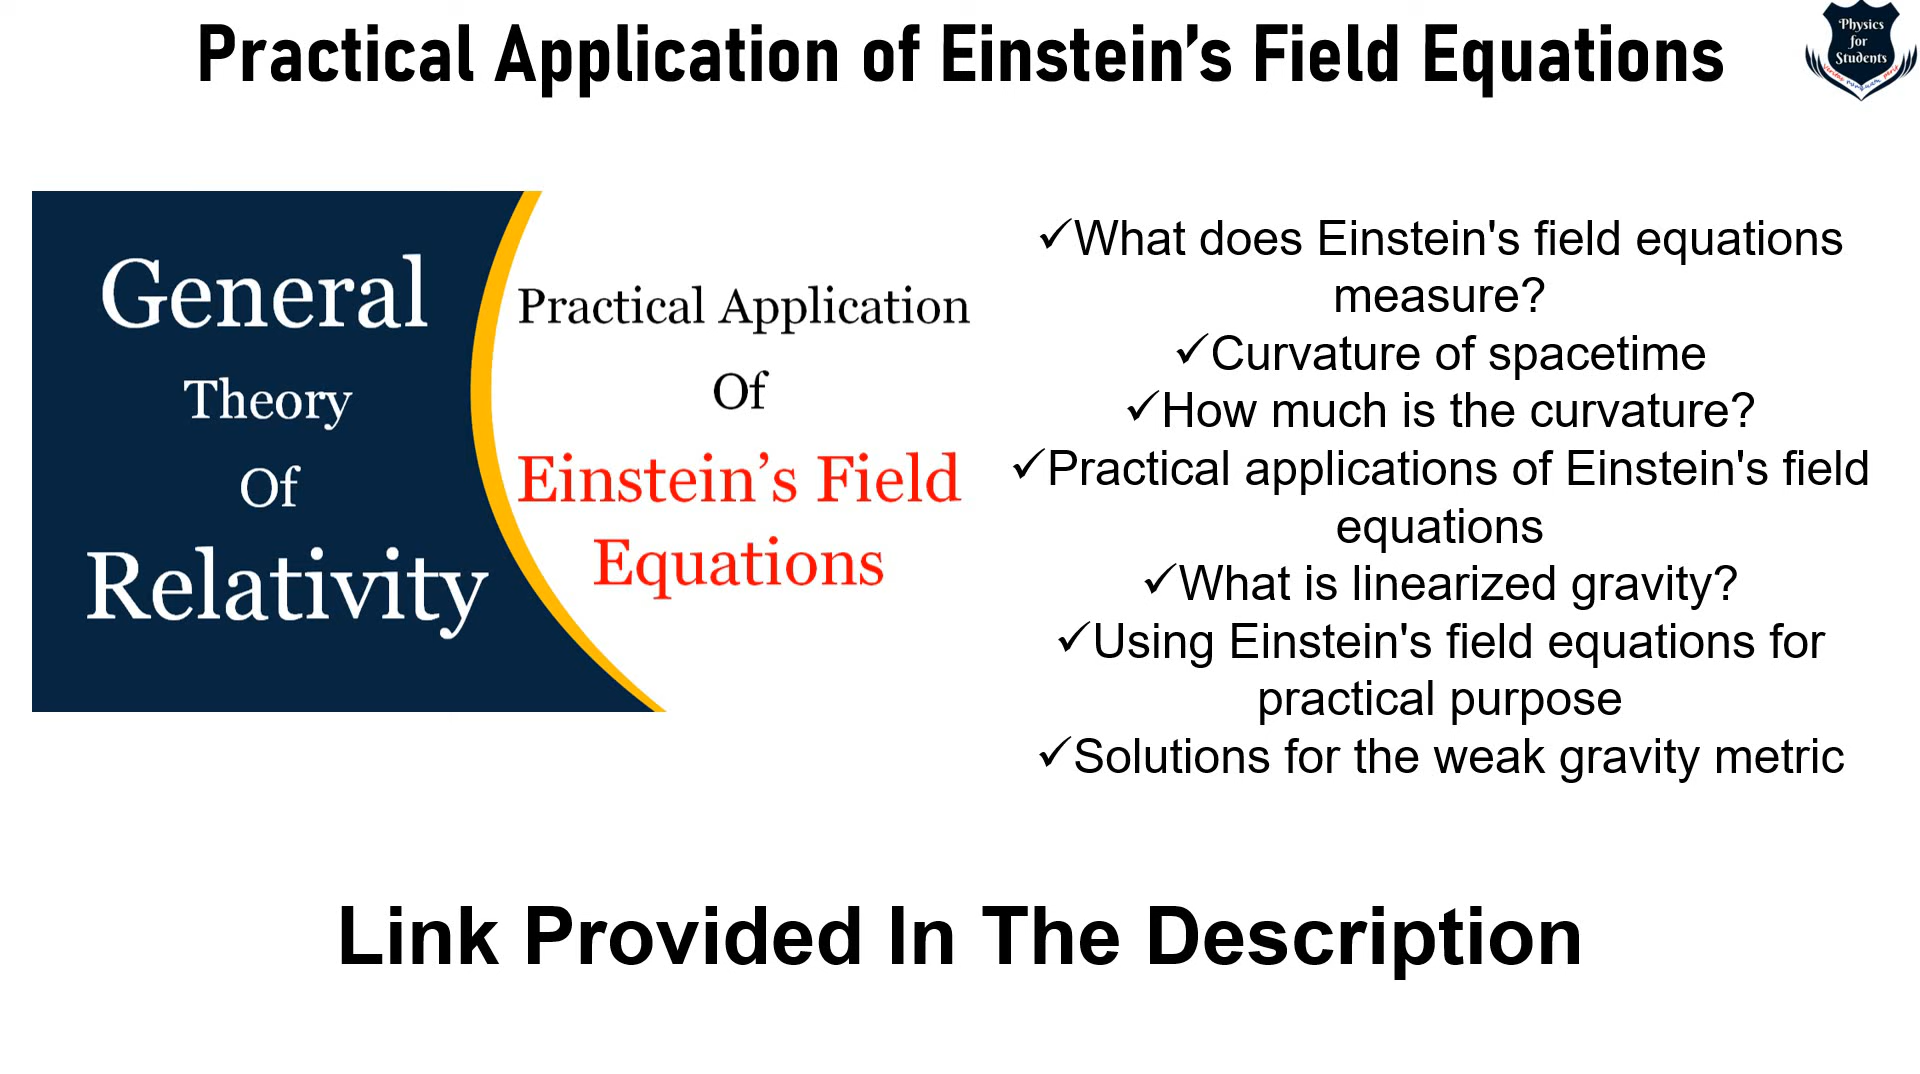 Practical Application of Einstein’s Field Equations
Physics
for
Students
General
Theory
Of
Relativity
Practical Application
Of
Einstein’s Field
Equations
✓What does Einstein's field equations
measure?
✓Curvature of spacetime
✓How much is the curvature?
✓Practical applications of Einstein's field
equations
✓What is linearized gravity?
✓Using Einstein's field equations for
practical purpose
✓Solutions for the weak gravity metric
Link Provided In The Description